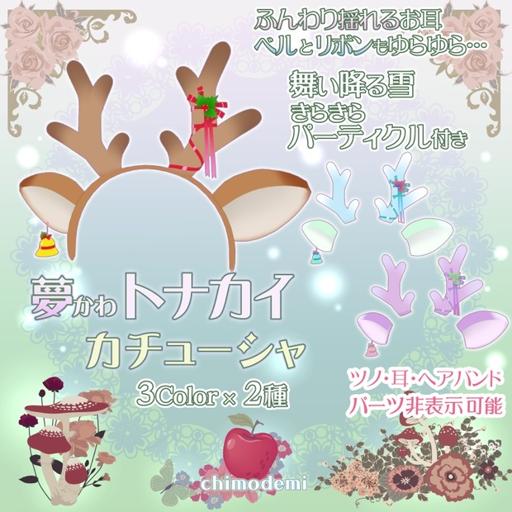 ふんわり揺れるお耳
ベルとリボンもゆらゆら…
舞い降る雪
きらきら
パーティクル付き
夢かわトナカイ
カチューシャ
3Color×2種
ツノ・耳・ヘアバンド
パーツ非表示可能
chimodemi